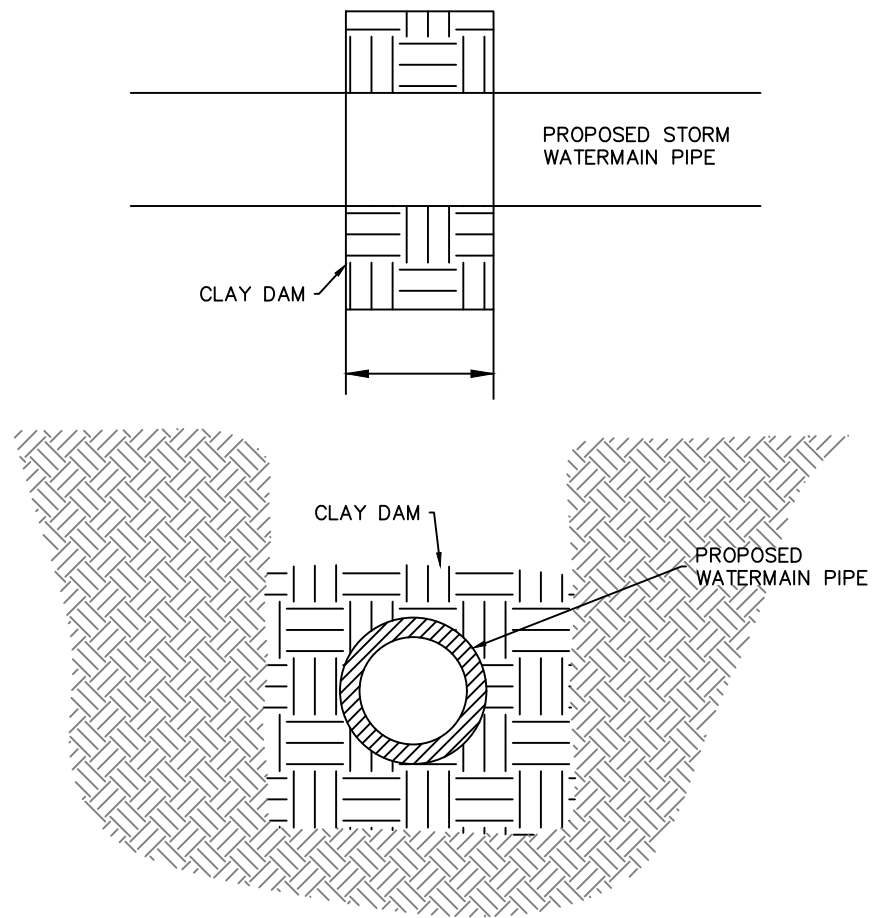 PROPOSED STORM
WATERMAIN PIPE
CLAY DAM
CLAY DAM
PROPOSED
WATERMAIN PIPE